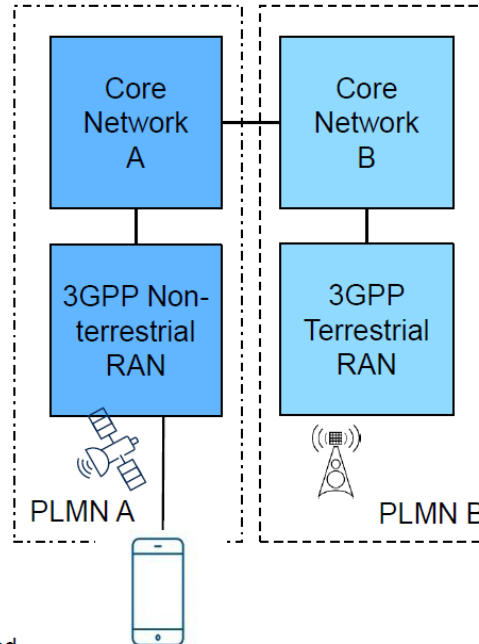 Core
Network
A
Core
Network
B
3GPP Non-
terrestrial
RAN
3GPP
Terrestrial
RAN
PLMN A
PLMN B